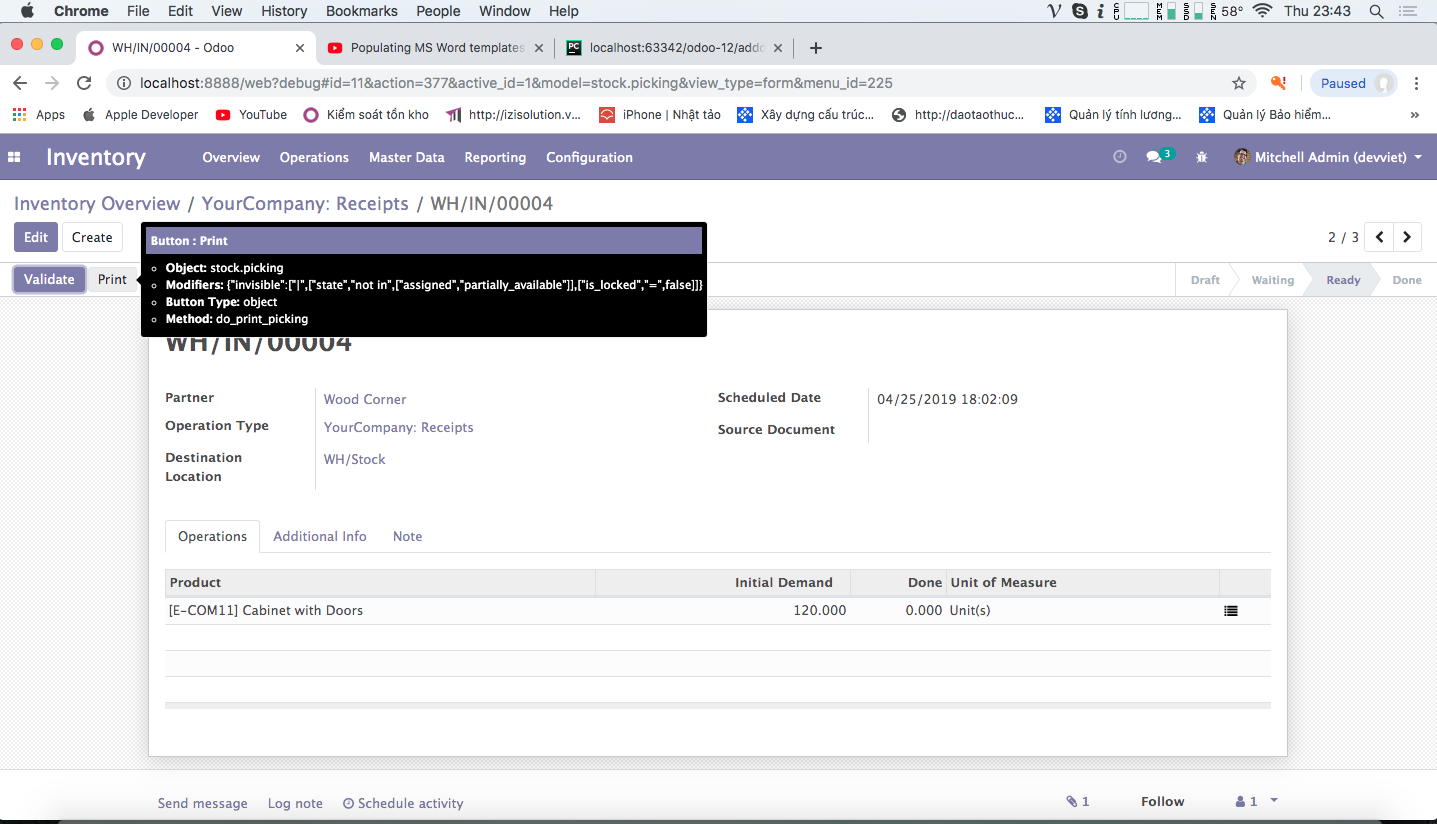 Chrome File Edit View History Bookmarks People Window Help CPU MEM SSD SEN 58° Thu 23:43
WH/IN/00004 - Odoo Populating MS Word templates localhost:63342/odoo-12/addo
localhost:8888/web?debug#id=11&action=377&active_id=1&model=stock.picking&view_type=form&menu_id=225 Paused
Apps Apple Developer YouTube Kiểm soát tồn kho http://izisolution.v... iPhone | Nhật tảo Xây dựng cấu trúc... http://daotaothuc... Quản lý tính lương... Quản lý Bảo hiểm... »
Inventory Overview Operations Master Data Reporting Configuration 3 Mitchell Admin (devviet)
Inventory Overview / YourCompany: Receipts / WH/IN/00004
Edit Create 2 / 3
Button : Print
Validate Print Draft Waiting Ready Done
Object: stock.picking
Modifiers: {"invisible":["|",["state","not in",["assigned","partially_available"]],["is_locked","=",false]]}
Button Type: object
Method: do_print_picking
WH/IN/00004
Partner Wood Corner Scheduled Date 04/25/2019 18:02:09
Operation Type YourCompany: Receipts Source Document
Destination Location WH/Stock
Operations Additional Info Note
Product Initial Demand Done Unit of Measure
[E-COM11] Cabinet with Doors 120.000 0.000 Unit(s)
Send message Log note Schedule activity 1 Follow 1